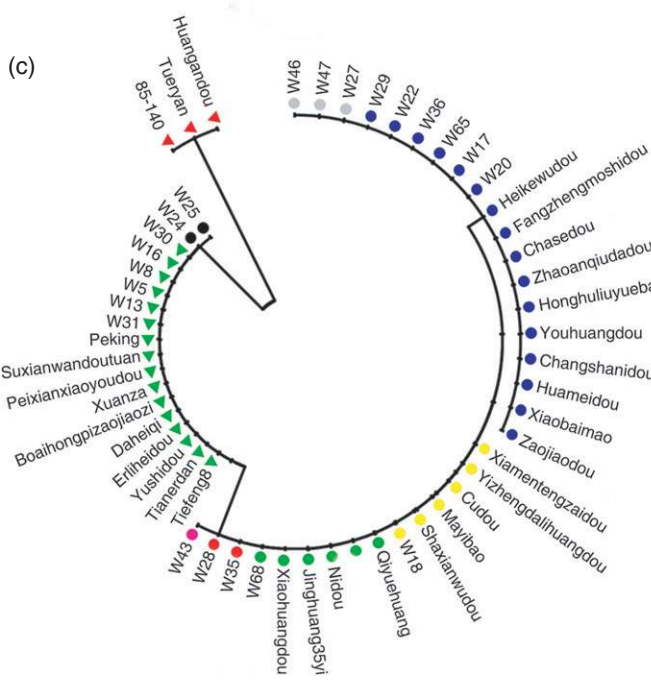 (c)
Huangandou
Tueryan
85-140
W46
W47
W27
W29
W22
W36
W65
W17
W20
Heikewudou
Fangzhengmoshidou
Chasedou
Zhaoanqiudadou
Honghuliuyueba
Youhuangdou
Changshanidou
Huameidou
Xiaobaimao
Zaojiaodou
Xiamentengzaidou
Yizhengdalihuangdou
Cudou
Mayibao
Shaxianwudou
W18
Qiyuehuang
Nidou
Jinghuang35yi
Xiaohuangdou
W68
W35
W28
W43
Tiefeng8
Tianerdan
Yushidou
Erliheidou
Daheiqi
Boaihongpizaojiaozi
Xuanza
Peixianxiaoyoudou
Suxianwandoutuan
Peking
W31
W13
W5
W8
W16
W30
W24
W25